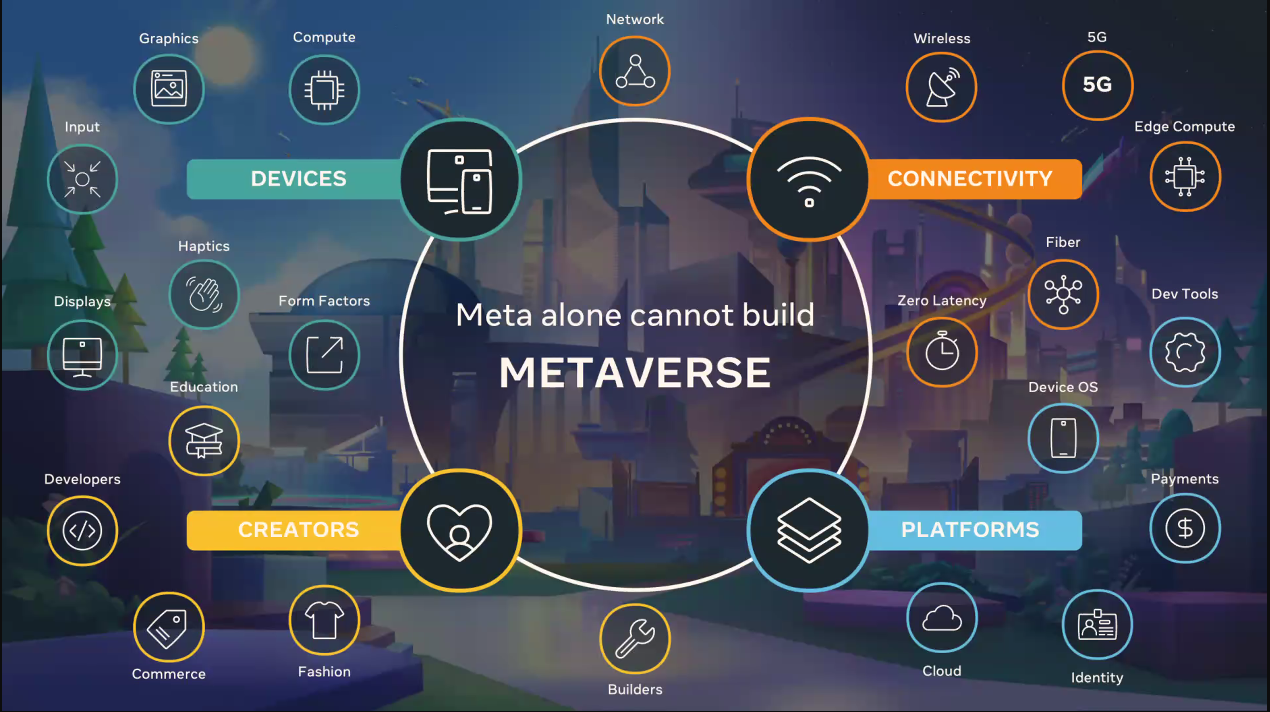 Network
Graphics
Compute
Wireless
5G
5G
Input
Edge Compute
DEVICES
CONNECTIVITY
Haptics
Fiber
Displays
Form Factors
Zero Latency
Dev Tools
Meta alone cannot build
METAVERSE
Education
Device OS
Developers
Payments
CREATORS
PLATFORMS
$
Commerce
Fashion
Builders
Cloud
Identity